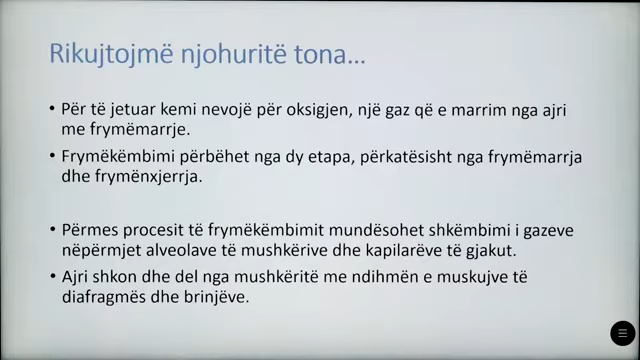 Rikujtojmë njohuritë tona...
• Për të jetuar kemi nevojë për oksigjen, një gaz që e marrim nga ajri
me frymëmarrje.
• Frymëkëmbimi përbëhet nga dy etapa, përkatësisht nga frymëmarrja
dhe frymënxjerrja.
• Përmes procesit të frymëkëmbimit mundësohet shkëmbimi i gazeve
nëpërmjet alveolave të mushkërive dhe kapilarëve të gjakut.
• Ajri shkon dhe del nga mushkëritë me ndihmën e muskujve të
diafragmës dhe brinjëve.